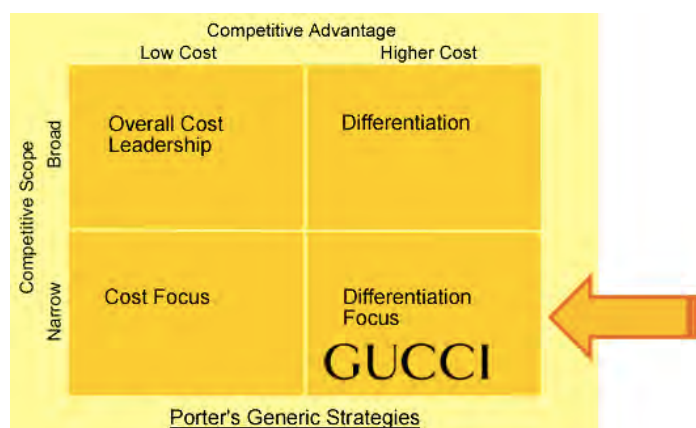 Competitive Advantage
Low Cost Higher Cost
Competitive Scope
Broad
Overall Cost
Leadership
Differentiation
Narrow
Cost Focus
Differentiation
Focus
GUCCI
Porter's Generic Strategies